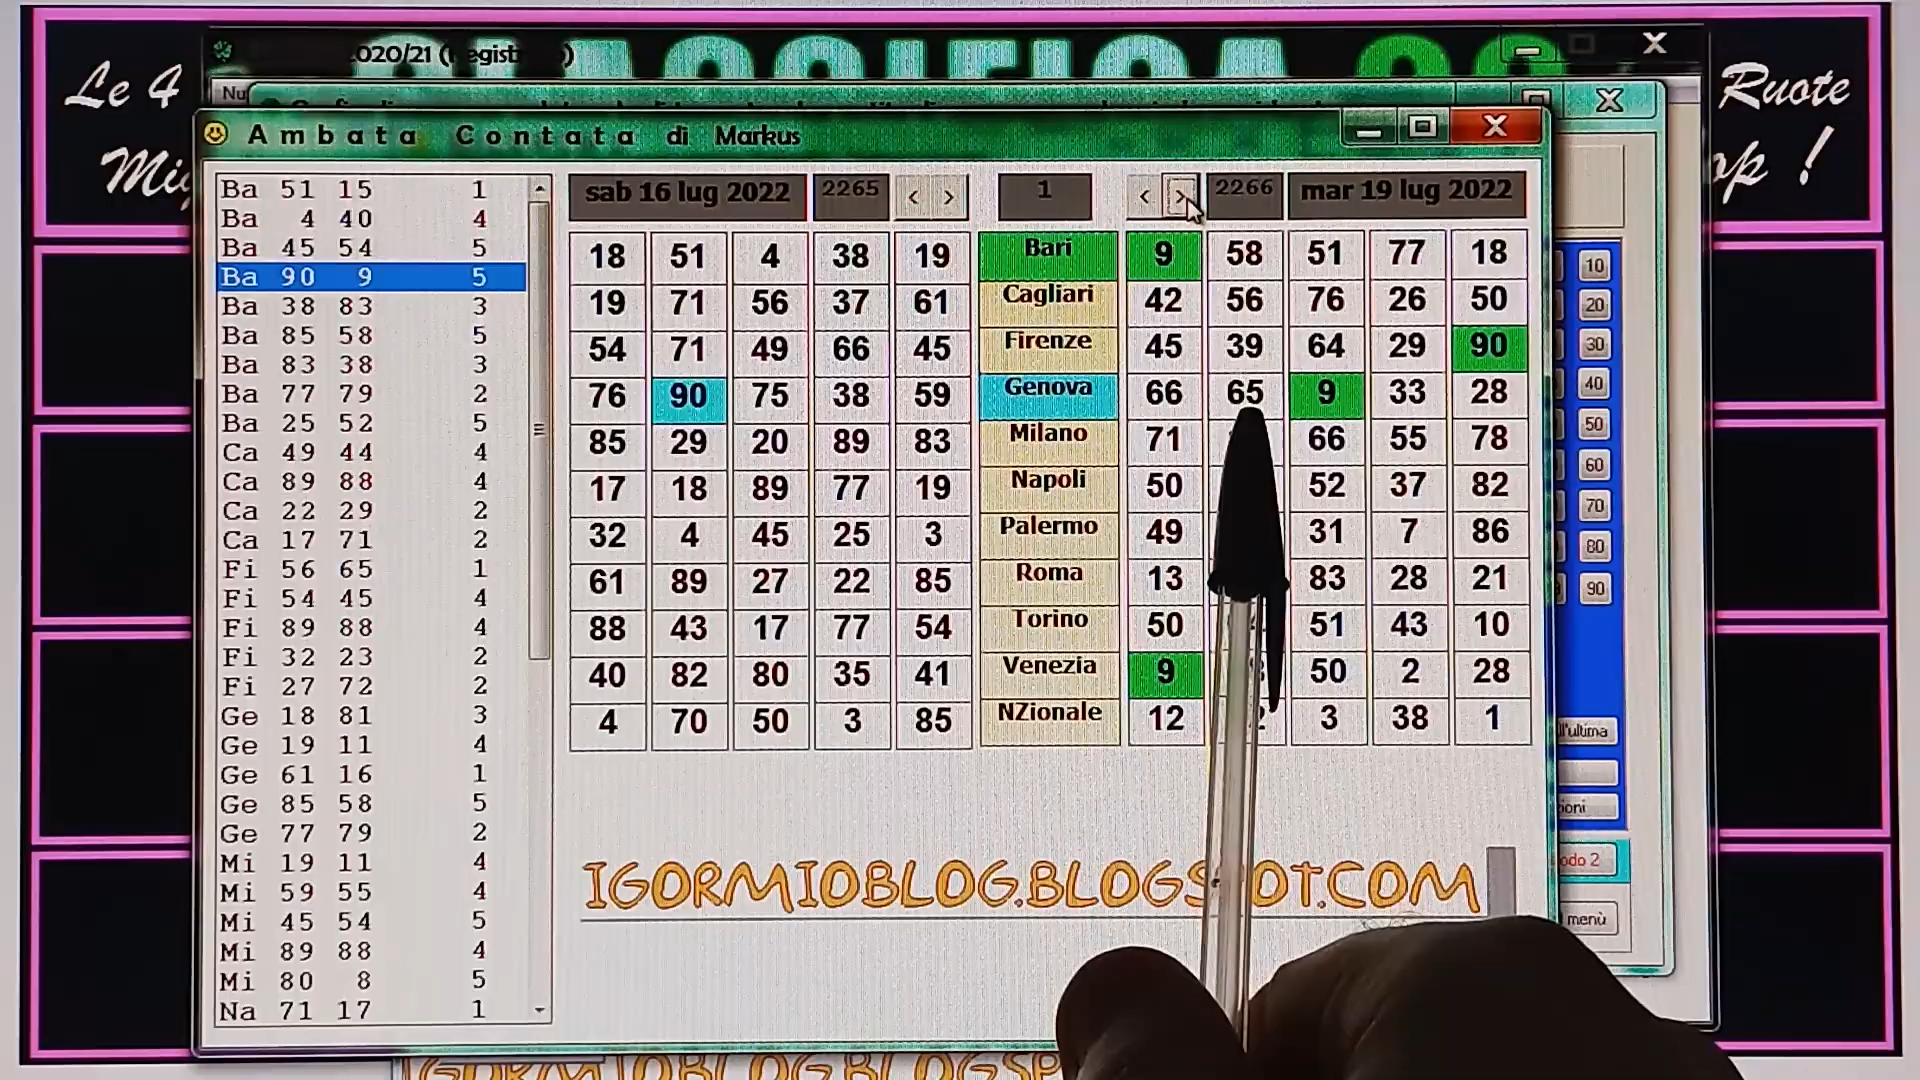 Le 4
Ruote
2020/21 (
Ambata Contata di Markus
Ba 51 15 1
Ba 4 40 4
Ba 45 54 5
Ba 90 9 5
Ba 38 83 3
Ba 85 58 5
Ba 83 38 3
Ba 77 79 2
Ba 25 52 5
Ca 49 44 4
Ca 89 88 4
Ca 22 29 2
Ca 17 71 2
Fi 56 65 1
Fi 54 45 4
Fi 89 88 4
Fi 32 23 2
Fi 27 72 2
Ge 18 81 3
Ge 19 11 4
Ge 61 16 1
Ge 85 58 5
Ge 77 79 2
Mi 19 11 4
Mi 59 55 4
Mi 45 54 5
Mi 89 88 4
Mi 80 8 5
Na 71 17 1
sab 16 lug 2022 2265 < > 1 < > 2266 mar 19 lug 2022
18 51 4 38 19 Bari 9 58 51 77 18
19 71 56 37 61 Cagliari 42 56 76 26 50
54 71 49 66 45 Firenze 45 39 64 29 90
76 90 75 38 59 Genova 66 65 9 33 28
85 29 20 89 83 Milano 71 66 55 78
17 18 89 77 19 Napoli 50 52 37 82
32 4 45 25 3 Palermo 49 31 7 86
61 89 27 22 85 Roma 13 83 28 21
88 43 17 77 54 Torino 50 51 43 10
40 82 80 35 41 Venezia 9 50 2 28
4 70 50 3 85 NZionale 12 3 38 1
IGORMIOBLOG.BLOGSPOT.COM
10
20
30
40
50
60
70
80
90
ll'ultima
ioni
odo 2
menù